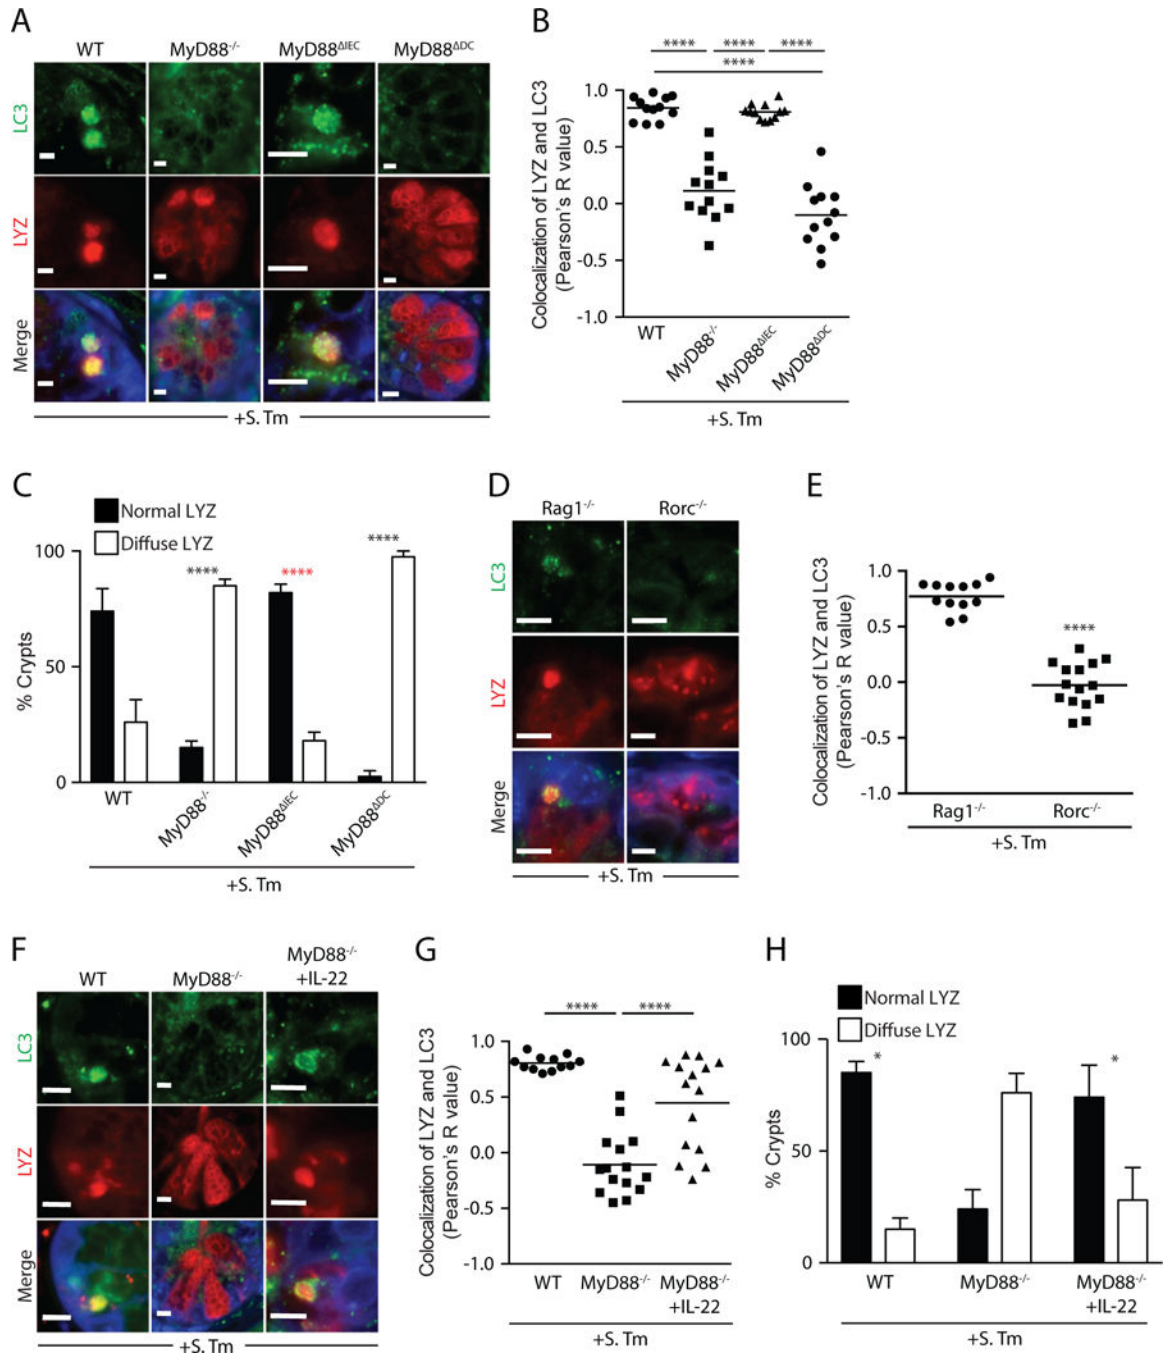 A
WT MyD88-/- MyD88ΔIEC MyD88ΔDC
LC3
LYZ
Merge
+S. Tm
B
**** **** ****
****
Colocalization of LYZ and LC3
(Pearson's R value)
1.0
0.5
0.0
-0.5
-1.0
WT MyD88-/- MyD88ΔIEC MyD88ΔDC
+S. Tm
C
Normal LYZ
Diffuse LYZ
% Crypts
100
50
0
**** **** ****
WT MyD88-/- MyD88ΔIEC MyD88ΔDC
+S. Tm
D
Rag1-/- Rorc-/-
LC3
LYZ
Merge
+S. Tm
E
Colocalization of LYZ and LC3
(Pearson's R value)
1.0
0.5
0.0
-0.5
-1.0
****
Rag1-/- Rorc-/-
+S. Tm
F
WT MyD88-/- MyD88-/-
+IL-22
LC3
LYZ
Merge
+S. Tm
G
**** ****
Colocalization of LYZ and LC3
(Pearson's R value)
1.0
0.5
0.0
-0.5
-1.0
WT MyD88-/- MyD88-/-
+IL-22
+S. Tm
H
Normal LYZ
Diffuse LYZ
% Crypts
100
50
0
* *
WT MyD88-/- MyD88-/-
+IL-22
+S. Tm